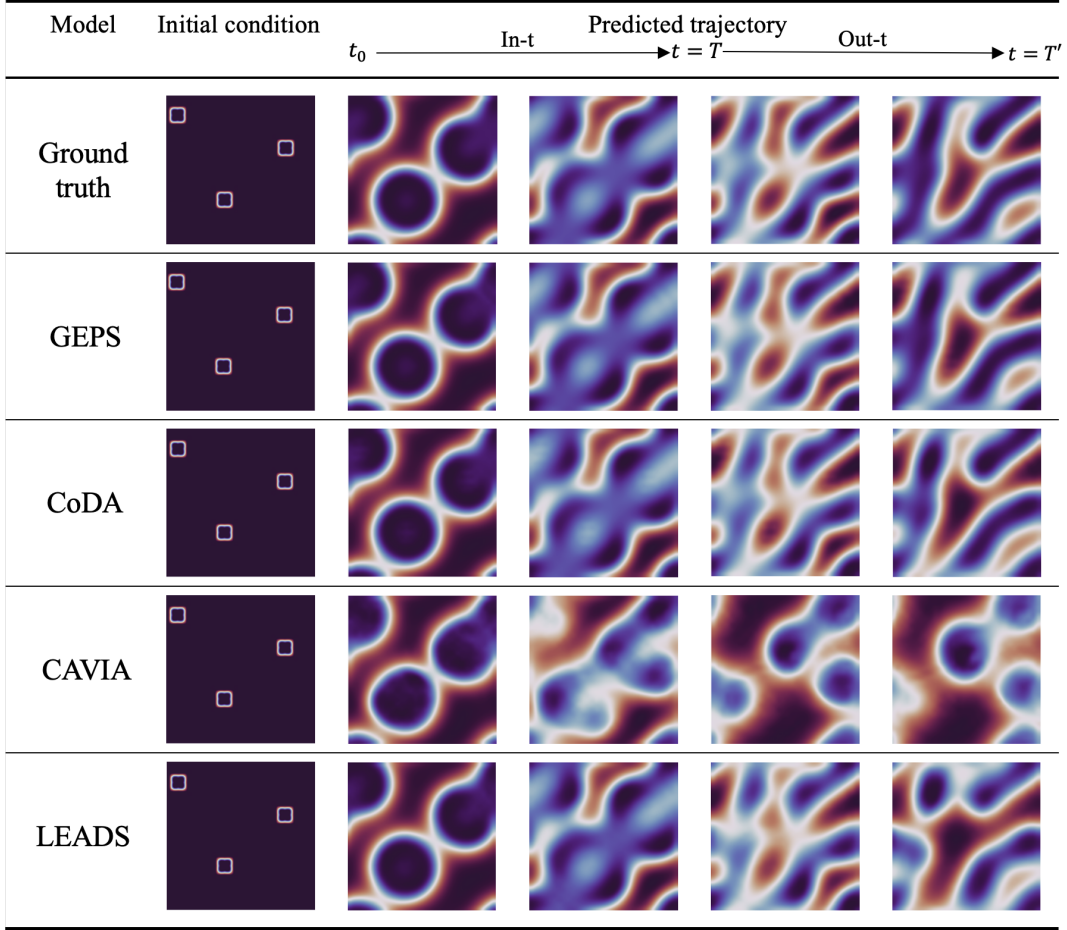 Model Initial condition Predicted trajectory
t₀ In-t t = T Out-t t = T′
Ground
truth
GEPS
CoDA
CAVIA
LEADS